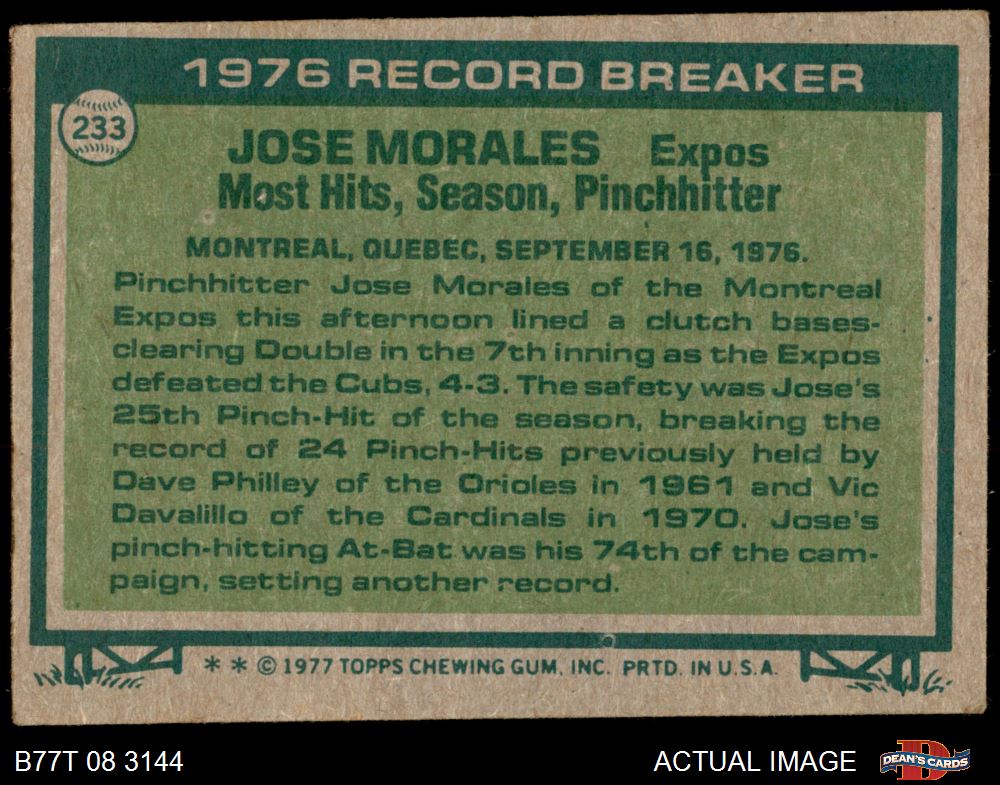 1976 RECORD BREAKER
233
JOSE MORALES Expos
Most Hits, Season, Pinchhitter
MONTREAL, QUEBEC, SEPTEMBER 16, 1976.
Pinchhitter Jose Morales of the Montreal
Expos this afternoon lined a clutch bases-
clearing Double in the 7th inning as the Expos
defeated the Cubs, 4-3. The safety was Jose's
25th Pinch-Hit of the season, breaking the
record of 24 Pinch-Hits previously held by
Dave Philley of the Orioles in 1961 and Vic
Davalillo of the Cardinals in 1970. Jose's
pinch-hitting At-Bat was his 74th of the cam-
paign, setting another record.
* * © 1977 TOPPS CHEWING GUM, INC. PRTD. IN U.S.A.
B77T 08 3144 ACTUAL IMAGE D DEAN'S CARDS